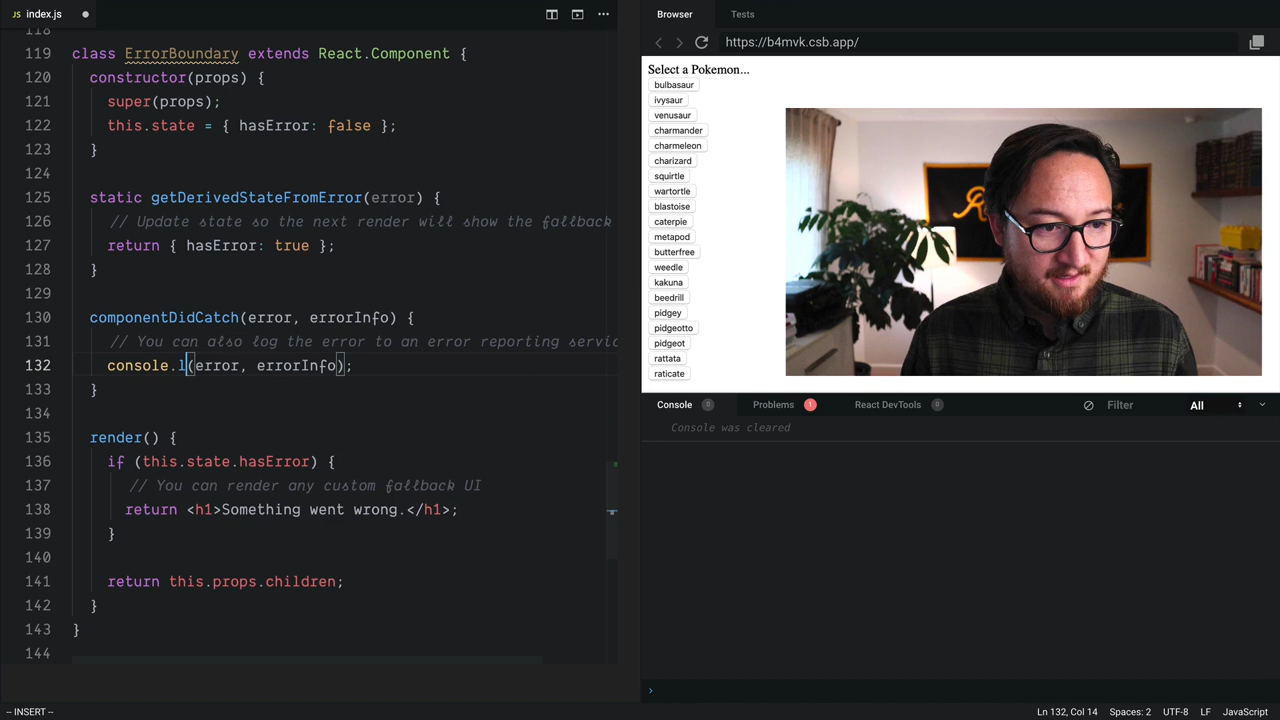 JS index.js
Browser
Tests
https://b4mvk.csb.app/
118
119 class ErrorBoundary extends React.Component {
120 constructor(props) {
121 super(props);
122 this.state = { hasError: false };
123 }
124
125 static getDerivedStateFromError(error) {
126 // Update state so the next render will show the fallback
127 return { hasError: true };
128 }
129
130 componentDidCatch(error, errorInfo) {
131 // You can also log the error to an error reporting servic
132 console.l(error, errorInfo);
133 }
134
135 render() {
136 if (this.state.hasError) {
137 // You can render any custom fallback UI
138 return <h1>Something went wrong.</h1>;
139 }
140
141 return this.props.children;
142 }
143 }
144
Select a Pokemon...
bulbasaur
ivysaur
venusaur
charmander
charmeleon
charizard
squirtle
wartortle
blastoise
caterpie
metapod
butterfree
weedle
kakuna
beedrill
pidgey
pidgeotto
pidgeot
rattata
raticate
Console 0
Problems 1
React DevTools 0
Filter
All
Console was cleared
›
-- INSERT --
Ln 132, Col 14
Spaces: 2
UTF-8
LF
JavaScript